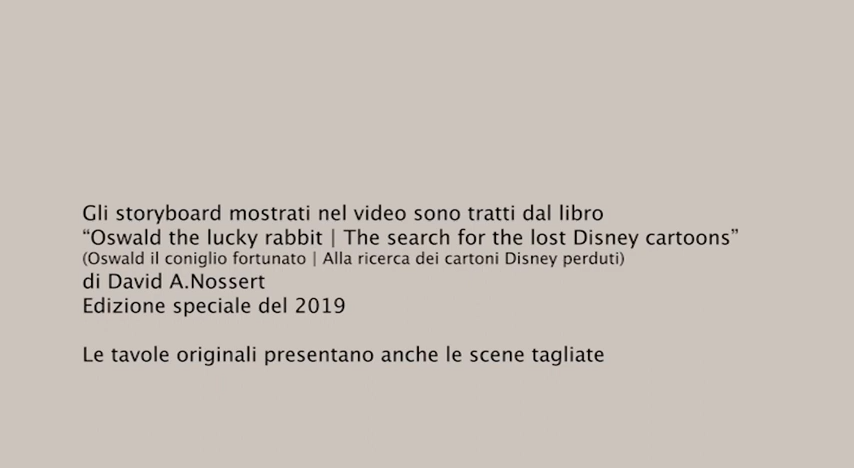 Gli storyboard mostrati nel video sono tratti dal libro
“Oswald the lucky rabbit | The search for the lost Disney cartoons”
(Oswald il coniglio fortunato | Alla ricerca dei cartoni Disney perduti)
di David A.Nossert
Edizione speciale del 2019
Le tavole originali presentano anche le scene tagliate